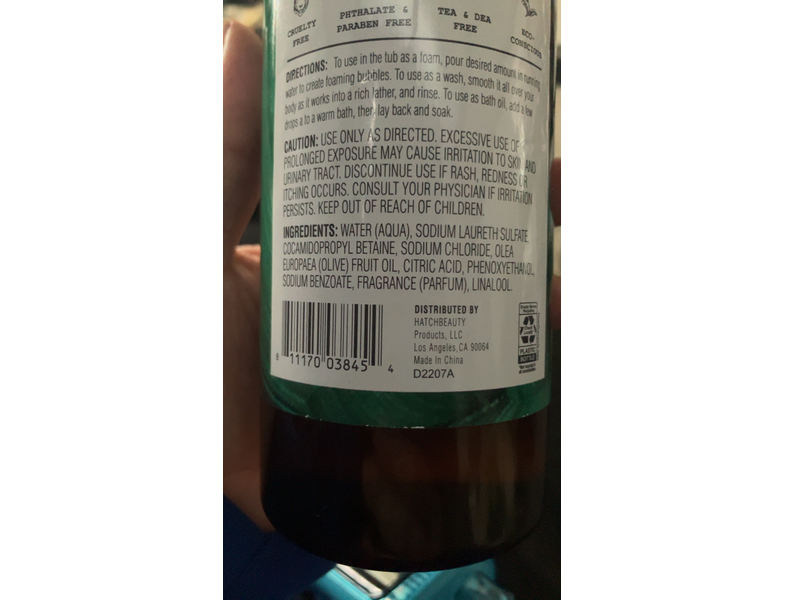 CRUELTY
FREE
PHTHALATE &
PARABEN FREE
TEA & DEA
FREE
ECO-
CONSCIOUS
DIRECTIONS: To use in the tub as a foam, pour desired amount in running
water to create foaming bubbles. To use as a wash, smooth it all over your
body as it works into a rich lather, and rinse. To use as bath oil, add a few
drops a to a warm bath, then lay back and soak.
CAUTION: USE ONLY AS DIRECTED. EXCESSIVE USE OR
PROLONGED EXPOSURE MAY CAUSE IRRITATION TO SKIN AND
URINARY TRACT. DISCONTINUE USE IF RASH, REDNESS OR
ITCHING OCCURS. CONSULT YOUR PHYSICIAN IF IRRITATION
PERSISTS. KEEP OUT OF REACH OF CHILDREN.
INGREDIENTS: WATER (AQUA), SODIUM LAURETH SULFATE,
COCAMIDOPROPYL BETAINE, SODIUM CHLORIDE, OLEA
EUROPAEA (OLIVE) FRUIT OIL, CITRIC ACID, PHENOXYETHANOL,
SODIUM BENZOATE, FRAGRANCE (PARFUM), LINALOOL.
8 11170 03845 4
DISTRIBUTED BY
HATCHBEAUTY
Products, LLC
Los Angeles, CA 90064
Made In China
D2207A
PLASTIC
BOTTLE